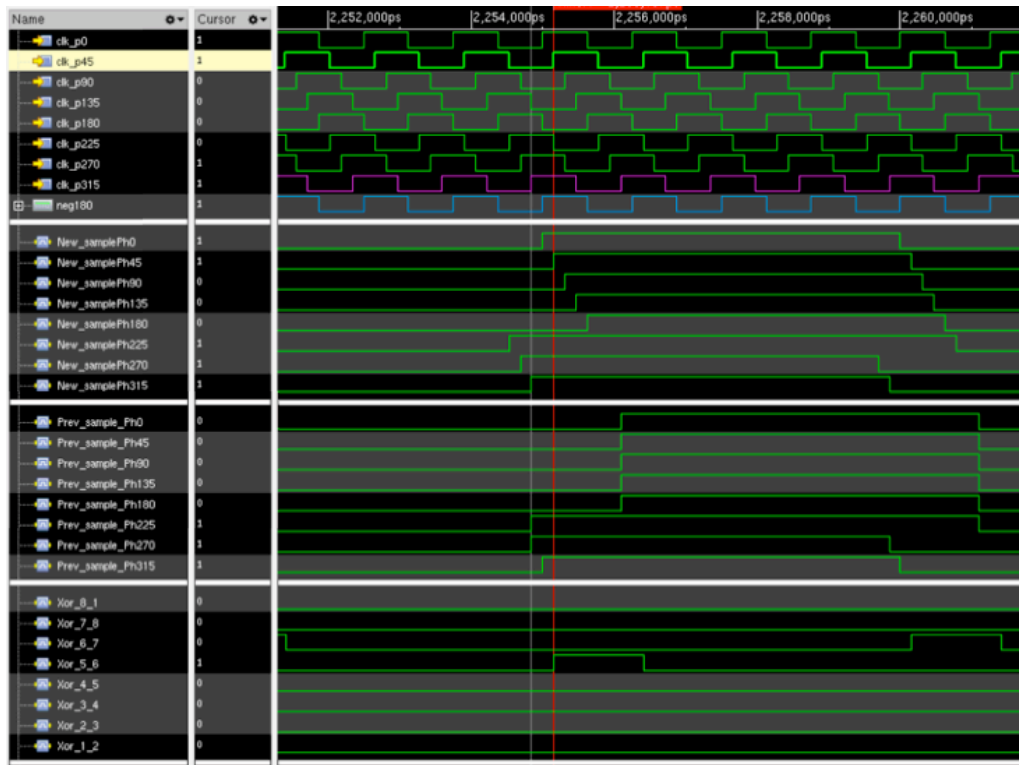 Name Cursor 2,252,000ps 2,254,000ps 2,256,000ps 2,258,000ps 2,260,000ps
clk_p0 1
clk_p45 1
clk_p90 0
clk_p135 0
clk_p180 0
clk_p225 0
clk_p270 1
clk_p315 1
neg180 1
New_samplePh0 1
New_samplePh45 1
New_samplePh90 0
New_samplePh135 0
New_samplePh180 0
New_samplePh225 1
New_samplePh270 1
New_samplePh315 1
Prev_sample_Ph0 0
Prev_sample_Ph45 0
Prev_sample_Ph90 0
Prev_sample_Ph135 0
Prev_sample_Ph180 0
Prev_sample_Ph225 1
Prev_sample_Ph270 1
Prev_sample_Ph315 1
Xor_8_1 0
Xor_7_8 0
Xor_6_7 0
Xor_5_6 1
Xor_4_5 0
Xor_3_4 0
Xor_2_3 0
Xor_1_2 0